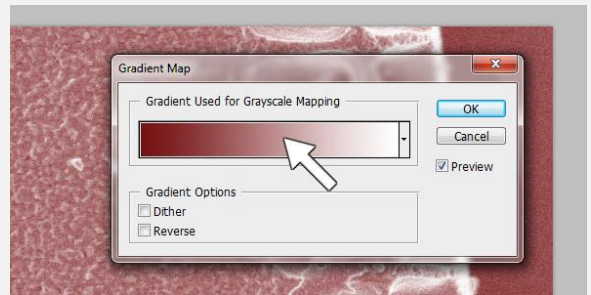 Gradient Map
Gradient Used for Grayscale Mapping
OK
Cancel
Preview
Gradient Options
Dither
Reverse